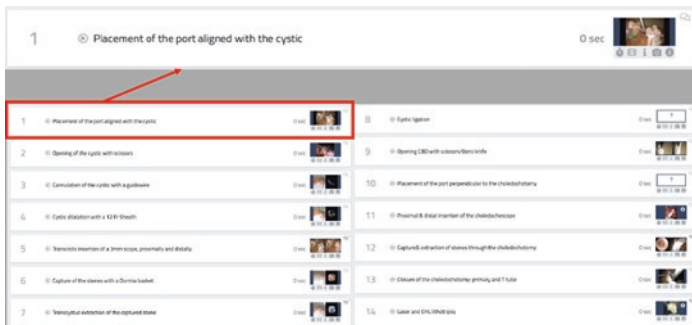 1 Placement of the port aligned with the cystic 0 sec
1 Placement of the port aligned with the cystic 0 sec
2 Opening of the cystic with scissors 0 sec
3 Cannulation of the cystic with a guidewire 0 sec
4 Cystic dilatation with a 12 Fr Sheath 0 sec
5 Transcistic insertion of a 3mm scope, proximally and distally 0 sec
6 Capture of the stones with a Dormia basket 0 sec
7 Transcystic extraction of the captured stone 0 sec
8 Cystic ligation 0 sec
9 Opening CBD with scissors/Berci knife 0 sec
10 Placement of the port perpendicular to the choledochotomy 0 sec
11 Proximal & distal insertion of the choledochoscope 0 sec
12 Capture& extraction of stones through the choledochotomy 0 sec
13 Closure of the choledochotomy primary and T tube 0 sec
14 Laser and EHL lithotripsy 0 sec